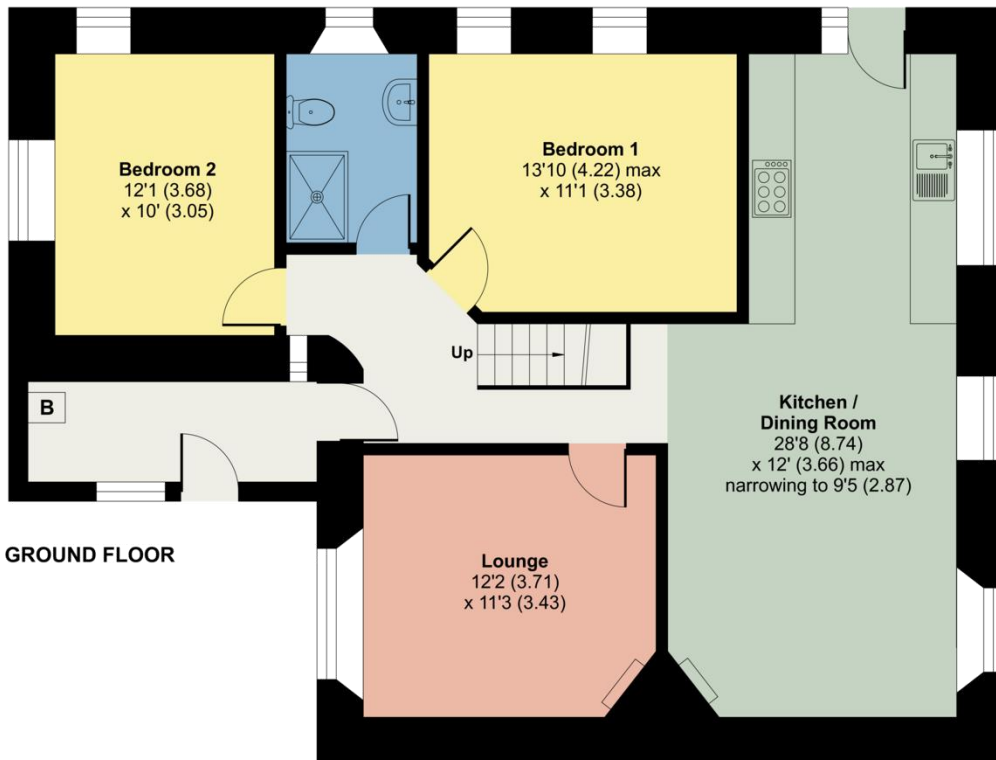 Bedroom 2
12'1 (3.68)
x 10' (3.05)
Bedroom 1
13'10 (4.22) max
x 11'1 (3.38)
Up
B
Kitchen /
Dining Room
28'8 (8.74)
x 12' (3.66) max
narrowing to 9'5 (2.87)
GROUND FLOOR
Lounge
12'2 (3.71)
x 11'3 (3.43)